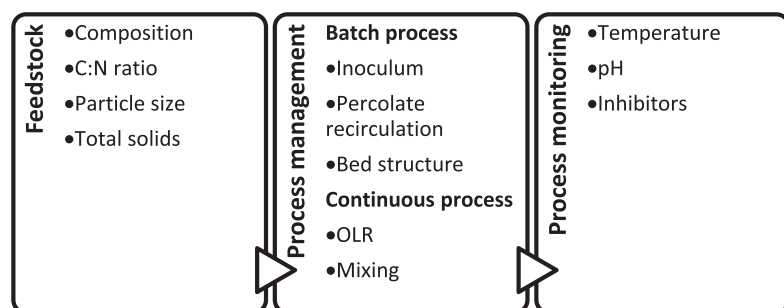 Feedstock
•Composition
•C:N ratio
•Particle size
•Total solids
Process management
Batch process
•Inoculum
•Percolate
recirculation
•Bed structure
Continuous process
•OLR
•Mixing
Process monitoring
•Temperature
•pH
•Inhibitors